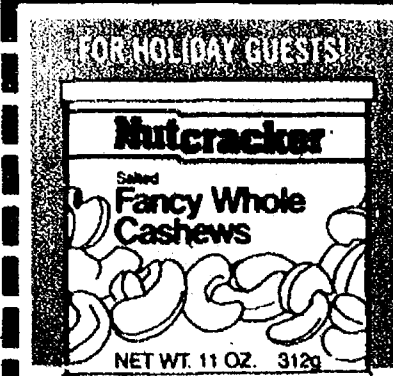 FOR HOLIDAY GUESTS!
Nutcracker
Salted
Fancy Whole
Cashews
NET WT. 11 OZ. 312g